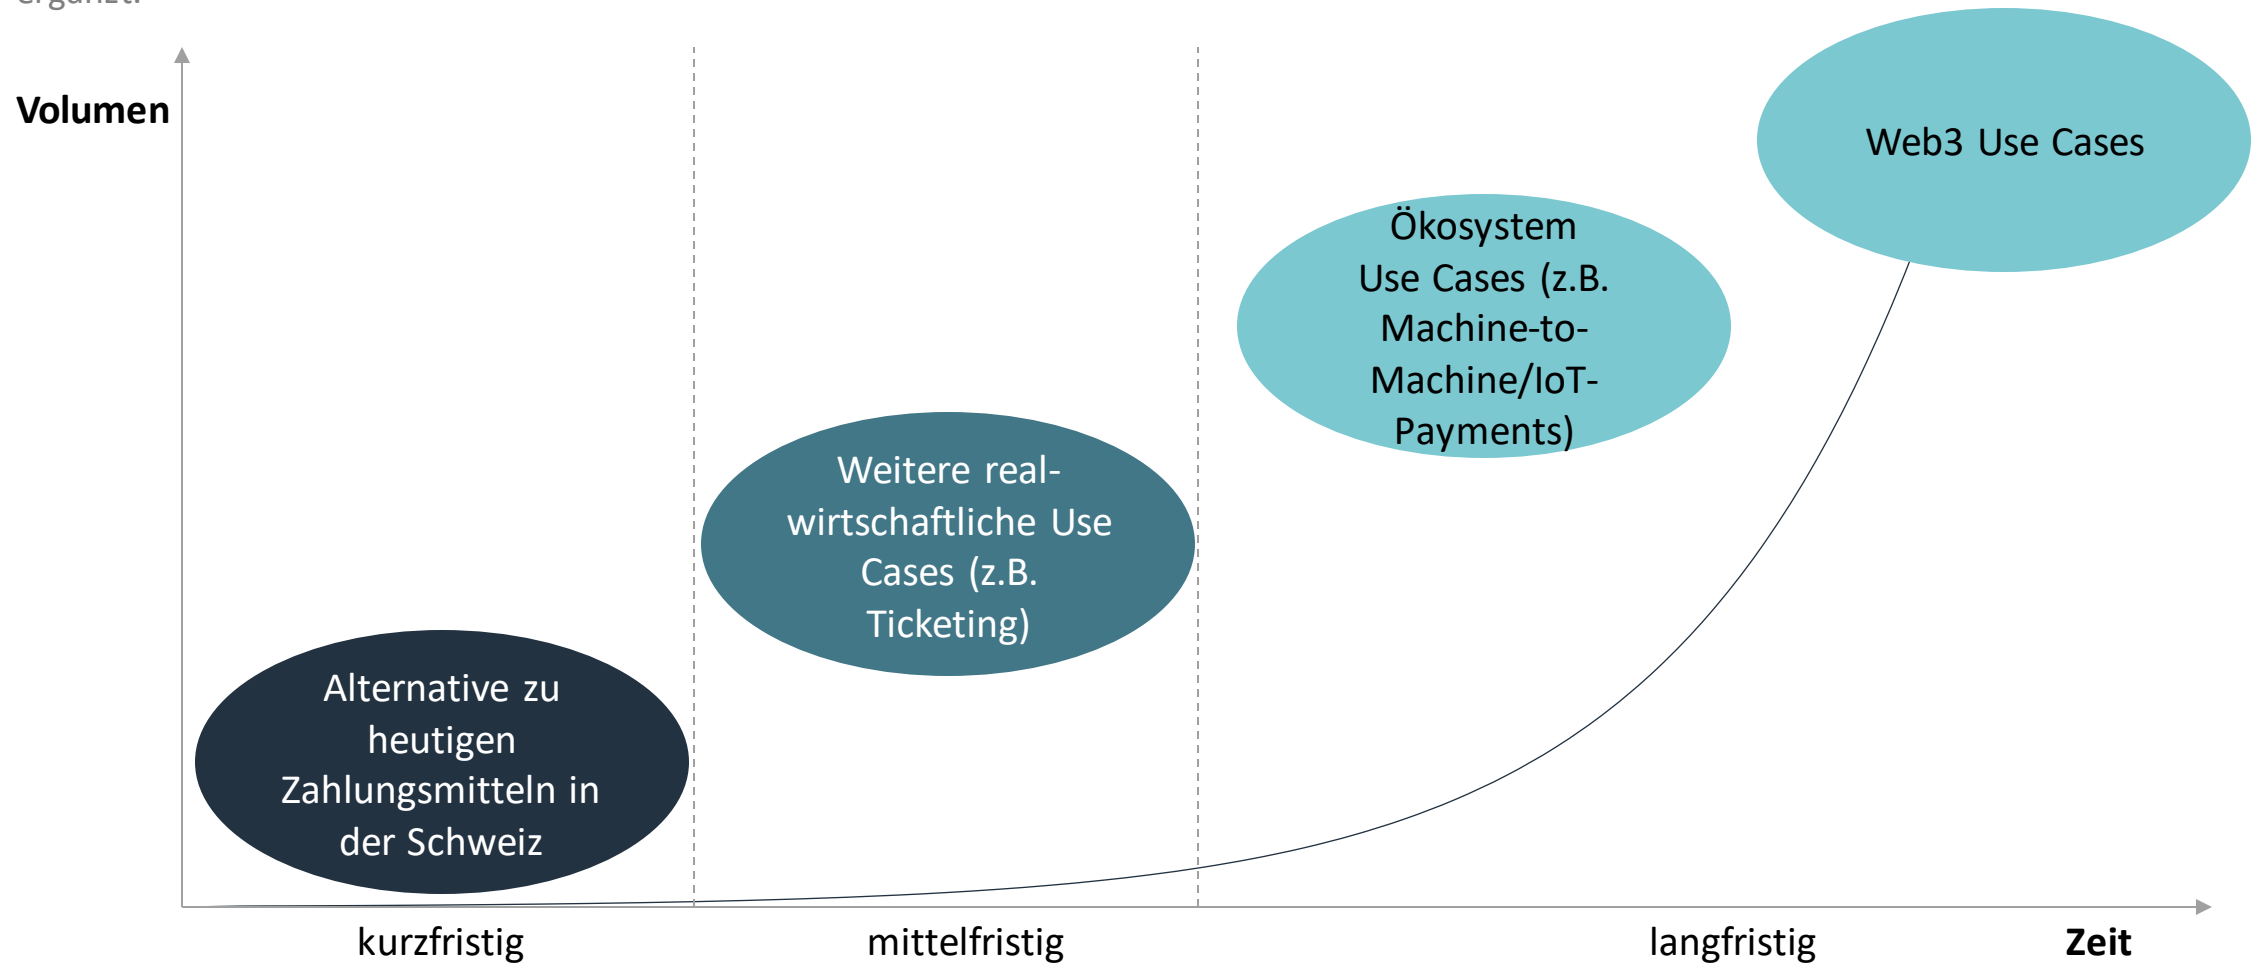 ergänzt.
Volumen
Web3 Use Cases
Ökosystem
Use Cases (z.B.
Machine-to-
Machine/IoT-
Payments)
Weitere real-
wirtschaftliche Use
Cases (z.B.
Ticketing)
Alternative zu
heutigen
Zahlungsmitteln in
der Schweiz
kurzfristig
mittelfristig
langfristig
Zeit